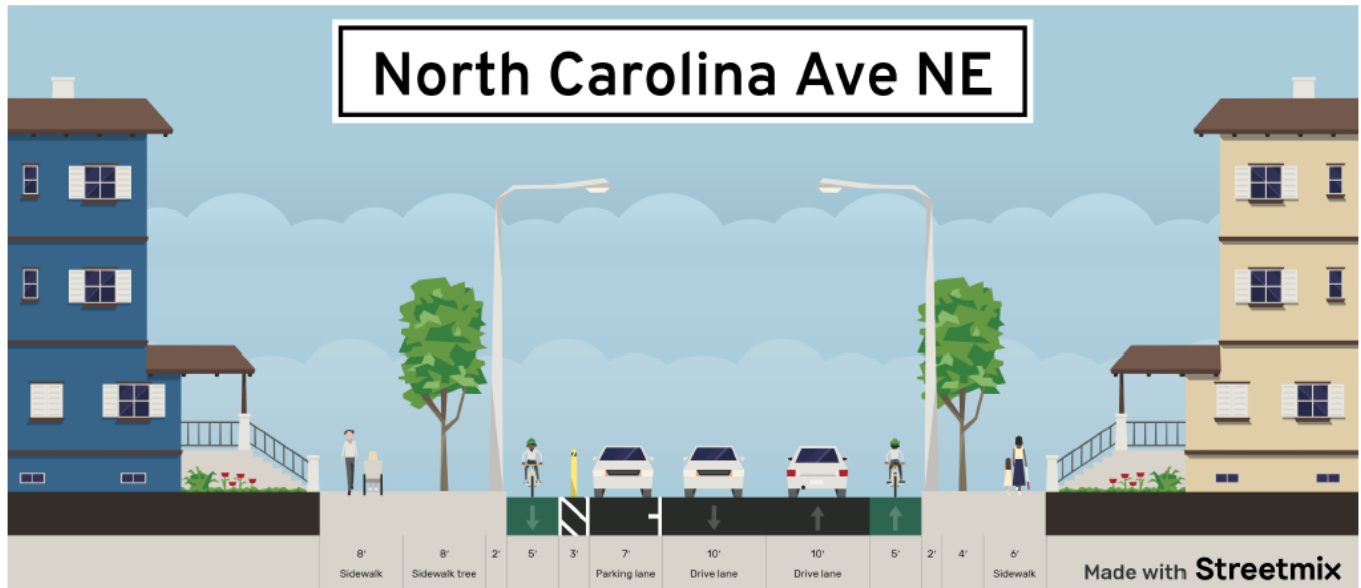 North Carolina Ave NE
8' 8' 2' 5' 3' 7' 10' 10' 5' 2' 4' 6'
Sidewalk Sidewalk tree Parking lane Drive lane Drive lane Sidewalk
Made with Streetmix